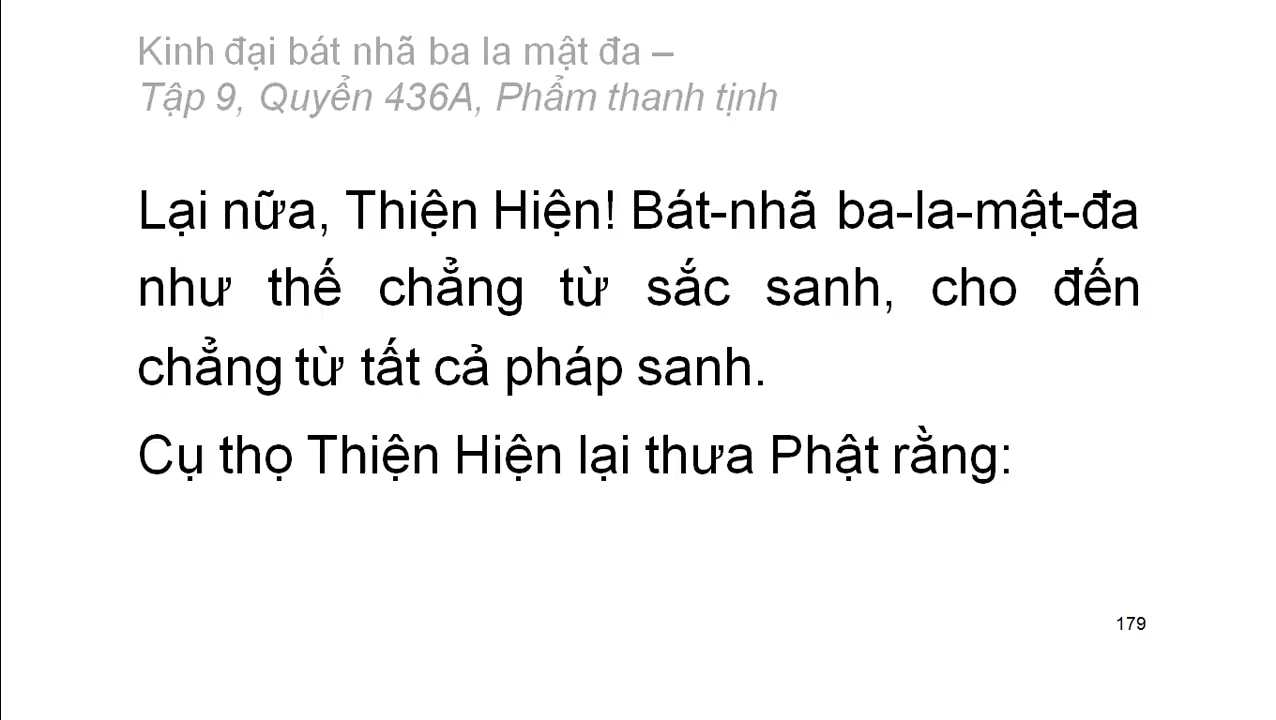 Kinh đại bát nhã ba la mật đa –
Tập 9, Quyển 436A, Phẩm thanh tịnh
Lại nữa, Thiện Hiện! Bát-nhã ba-la-mật-đa
như thế chẳng từ sắc sanh, cho đến
chẳng từ tất cả pháp sanh.
Cụ thọ Thiện Hiện lại thưa Phật rằng:
179